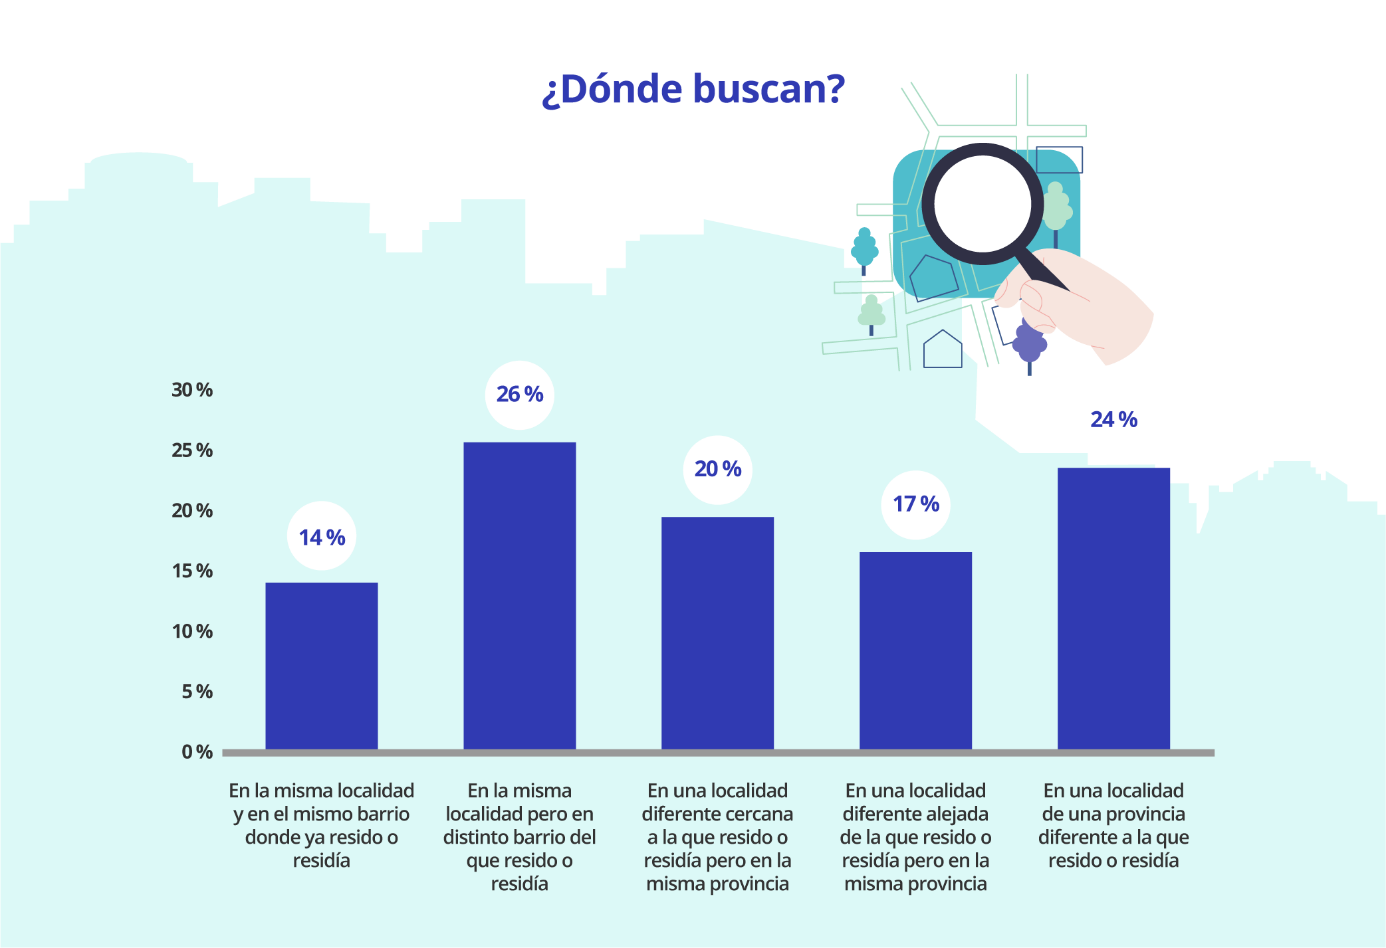 ¿Dónde buscan?
30 %
25 %
20 %
15 %
10 %
5 %
0 %
14 %
26 %
20 %
17 %
24 %
En la misma localidad
y en el mismo barrio
donde ya resido o
residía
En la misma
localidad pero en
distinto barrio del
que resido o
residía
En una localidad
diferente cercana
a la que resido o
residía pero en la
misma provincia
En una localidad
diferente alejada
de la que resido o
residía pero en la
misma provincia
En una localidad
de una provincia
diferente a la que
resido o residía